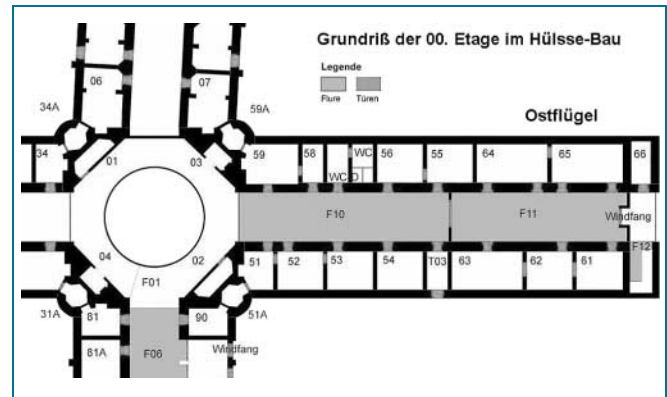 Grundriß der 00. Etage im Hülsse-Bau
Legende
Flure Türen
Ostflügel
06 07
34A 59A
34 01 03 59 58 WC 56 55 64 65 66
WC D
F10 F11 Windfang
F12
04 02 51 52 53 54 T03 63 62 61
F01
31A 81 90 51A
81A F06 Windfang